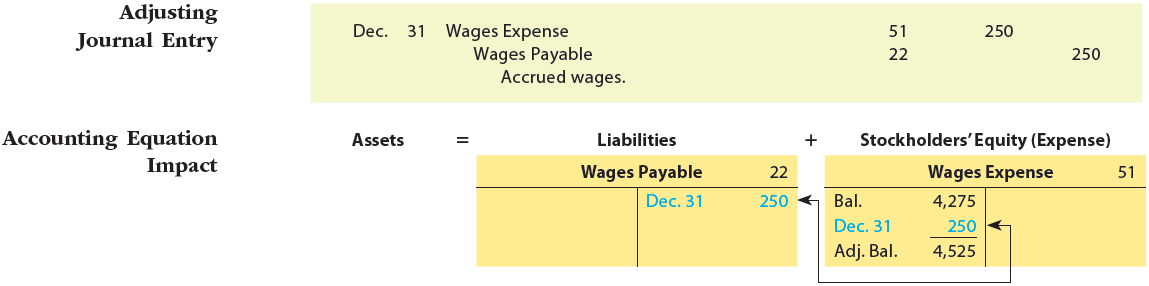 Adjusting
Journal Entry
Dec. 31 Wages Expense 51 250
Wages Payable 22 250
Accrued wages.
Accounting Equation
Impact
Assets = Liabilities + Stockholders’ Equity (Expense)
Wages Payable 22
Dec. 31 250
Wages Expense 51
Bal. 4,275
Dec. 31 250
Adj. Bal. 4,525